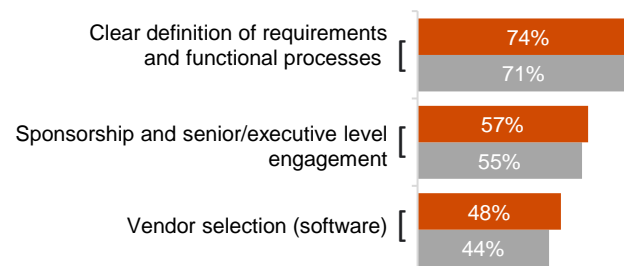 Clear definition of requirements
and functional processes
74%
71%
Sponsorship and senior/executive level
engagement
57%
55%
Vendor selection (software)
48%
44%